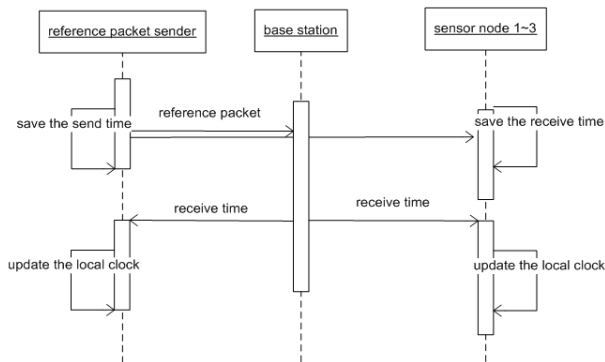 reference packet sender
base station
sensor node 1~3
reference packet
save the send time
save the receive time
receive time
receive time
update the local clock
update the local clock